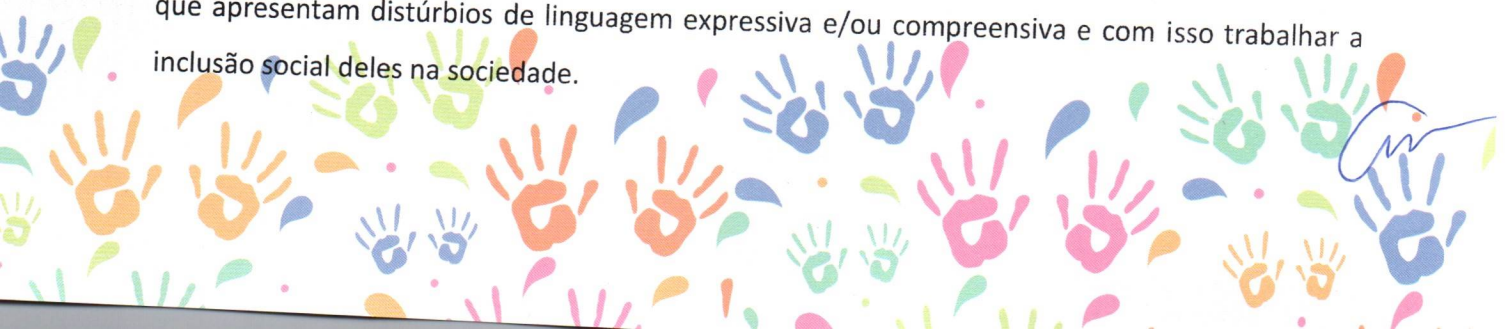 que apresentam distúrbios de linguagem expressiva e/ou compreensiva e com isso trabalhar a
inclusão social deles na sociedade.